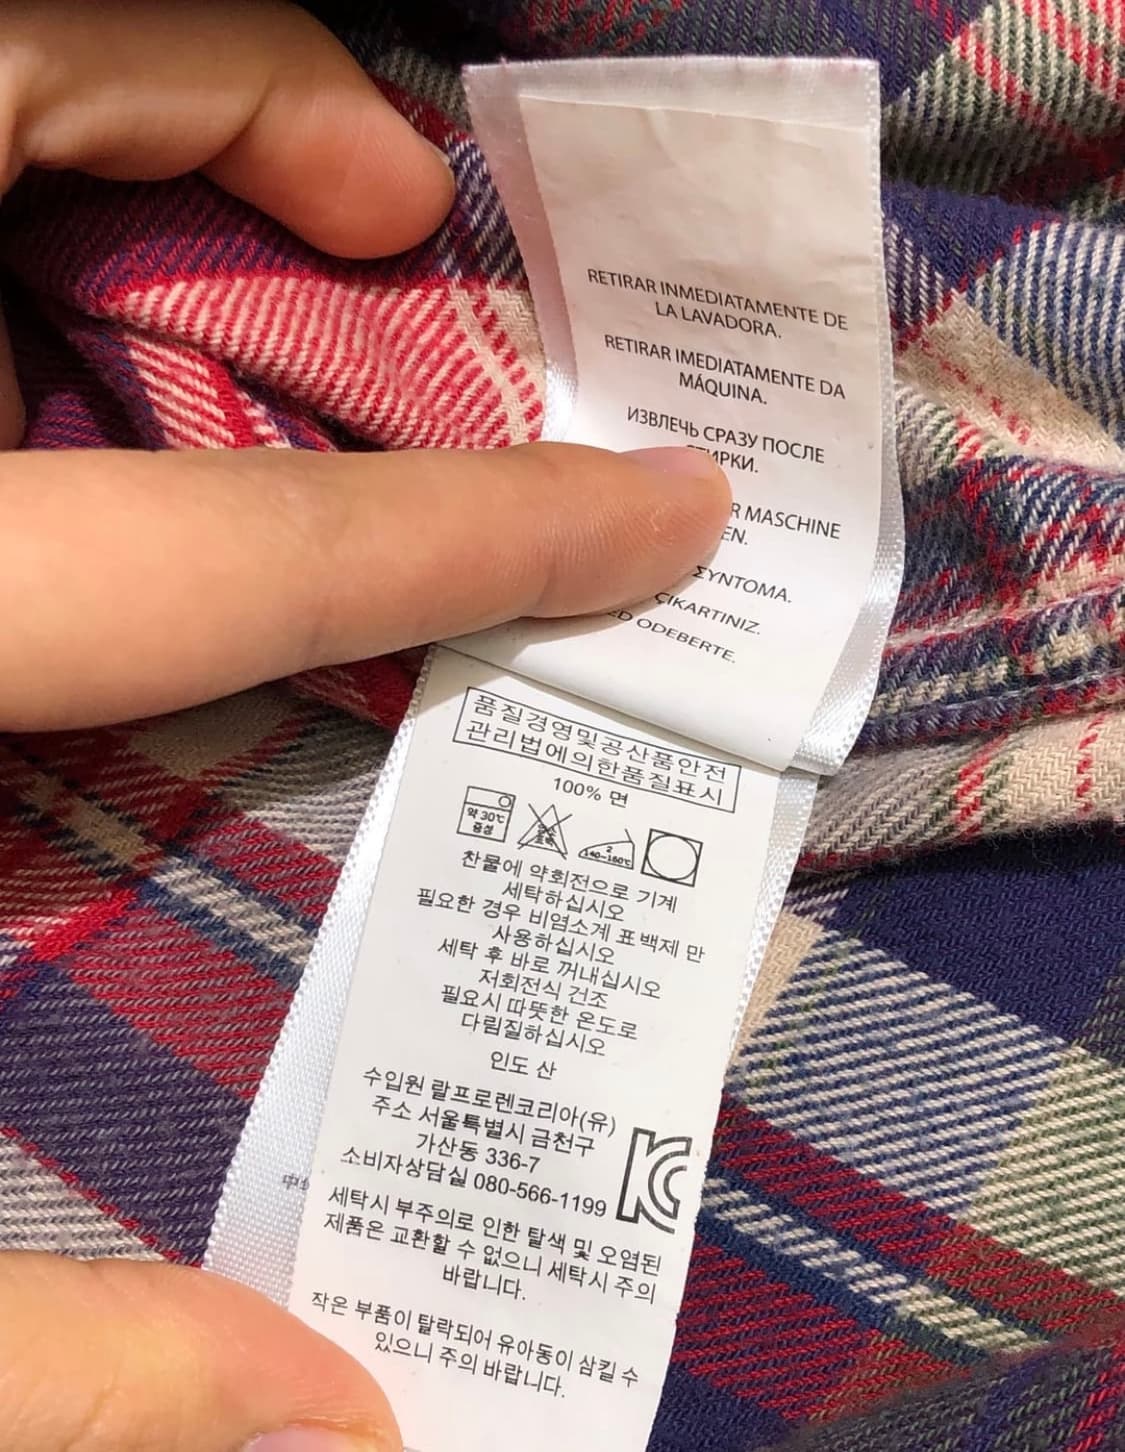 RETIRAR INMEDIATAMENTE DE
LA LAVADORA.
RETIRAR IMEDIATAMENTE DA
MÁQUINA.
ИЗВЛЕЧЬ СРАЗУ ПОСЛЕ
СТИРКИ.
R MASCHINE
EN.
ΣΥΝΤΟΜΑ.
ÇIKARTINIZ.
ED ODEBERTE.
품질경영및공산품안전
관리법에의한품질표시
100% 면
약 30℃
중성
2
140~160℃
찬물에 약회전으로 기계
세탁하십시오
필요한 경우 비염소계 표백제 만
사용하십시오
세탁 후 바로 꺼내십시오
저회전식 건조
필요시 따뜻한 온도로
다림질하십시오
인도 산
수입원 랄프로렌코리아(유)
주소 서울특별시 금천구
가산동 336-7
소비자상담실 080-566-1199
세탁시 부주의로 인한 탈색 및 오염된
제품은 교환할 수 없으니 세탁시 주의
바랍니다.
작은 부품이 탈락되어 유아동이 삼킬 수
있으니 주의 바랍니다.